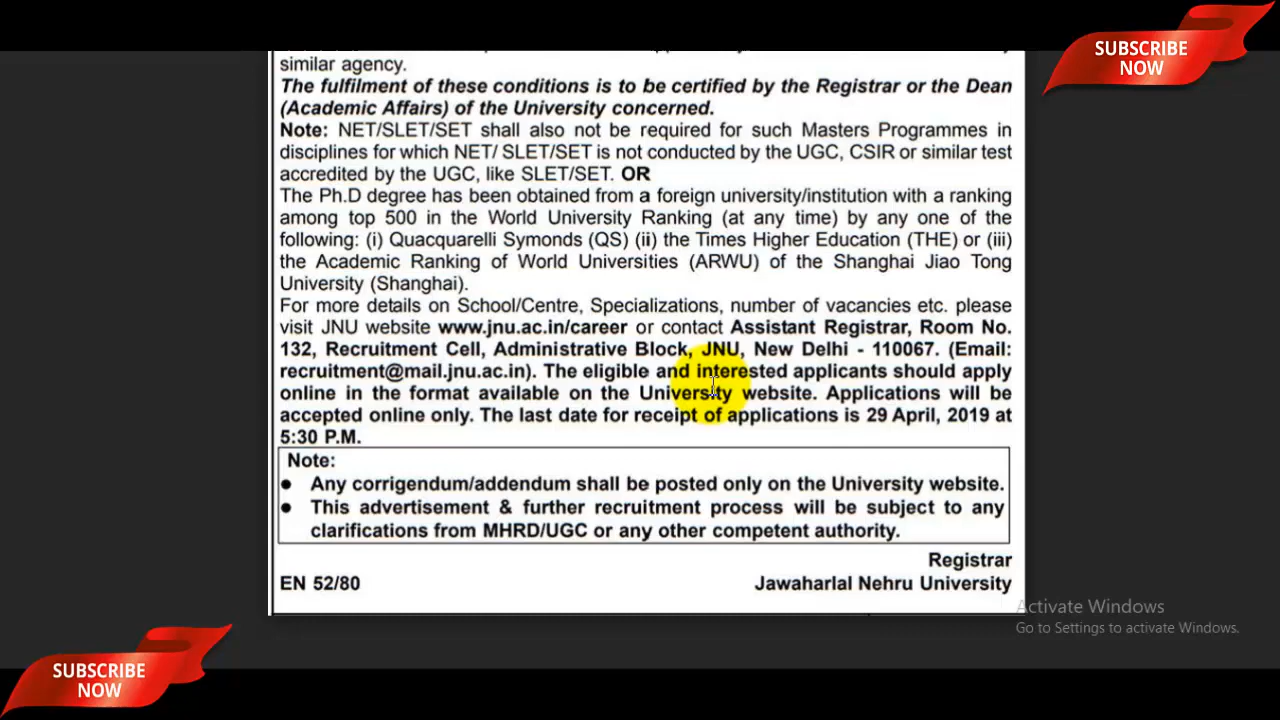 SUBSCRIBE
NOW
similar agency.
The fulfilment of these conditions is to be certified by the Registrar or the Dean
(Academic Affairs) of the University concerned.
Note: NET/SLET/SET shall also not be required for such Masters Programmes in
disciplines for which NET/ SLET/SET is not conducted by the UGC, CSIR or similar test
accredited by the UGC, like SLET/SET. OR
The Ph.D degree has been obtained from a foreign university/institution with a ranking
among top 500 in the World University Ranking (at any time) by any one of the
following: (i) Quacquarelli Symonds (QS) (ii) the Times Higher Education (THE) or (iii)
the Academic Ranking of World Universities (ARWU) of the Shanghai Jiao Tong
University (Shanghai).
For more details on School/Centre, Specializations, number of vacancies etc. please
visit JNU website www.jnu.ac.in/career or contact Assistant Registrar, Room No.
132, Recruitment Cell, Administrative Block, JNU, New Delhi - 110067. (Email:
recruitment@mail.jnu.ac.in). The eligible and interested applicants should apply
online in the format available on the University website. Applications will be
accepted online only. The last date for receipt of applications is 29 April, 2019 at
5:30 P.M.
Note:
● Any corrigendum/addendum shall be posted only on the University website.
● This advertisement & further recruitment process will be subject to any
clarifications from MHRD/UGC or any other competent authority.
Registrar
EN 52/80 Jawaharlal Nehru University
Activate Windows
Go to Settings to activate Windows.
SUBSCRIBE
NOW